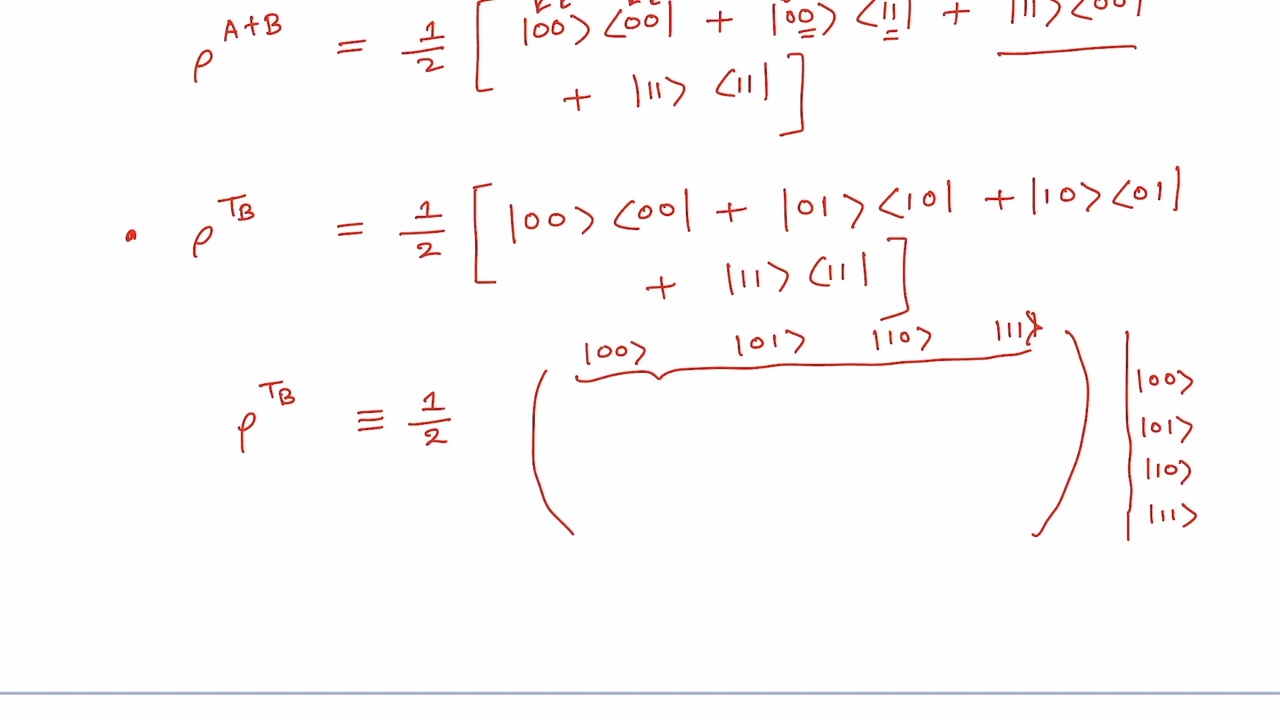 ρ^{A+B} = 1/2 [ |00⟩⟨00| + |00⟩⟨11| + |11⟩⟨00|
+ |11⟩⟨11| ]
• ρ^{T_B} = 1/2 [ |00⟩⟨00| + |01⟩⟨10| + |10⟩⟨01|
+ |11⟩⟨11| ]
|00⟩ |01⟩ |10⟩ |11⟩
ρ^{T_B} ≡ 1/2 ( )
|00⟩
|01⟩
|10⟩
|11⟩